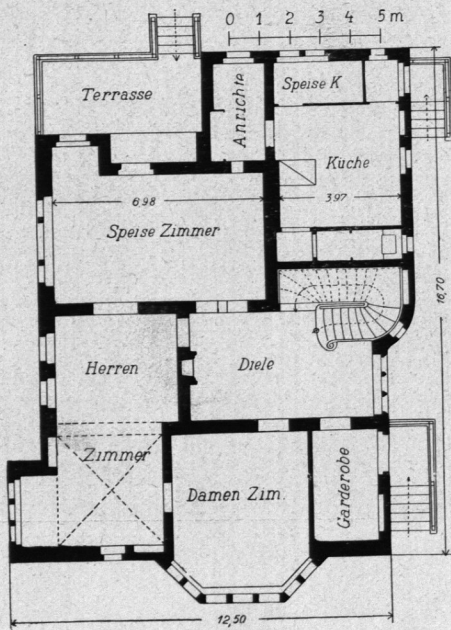 0 1 2 3 4 5 m
Terrasse
Anrichte
Speise K
Küche
6.98
3.97
Speise Zimmer
16,70
Herren
Diele
Zimmer
Damen Zim.
Garderobe
12,50